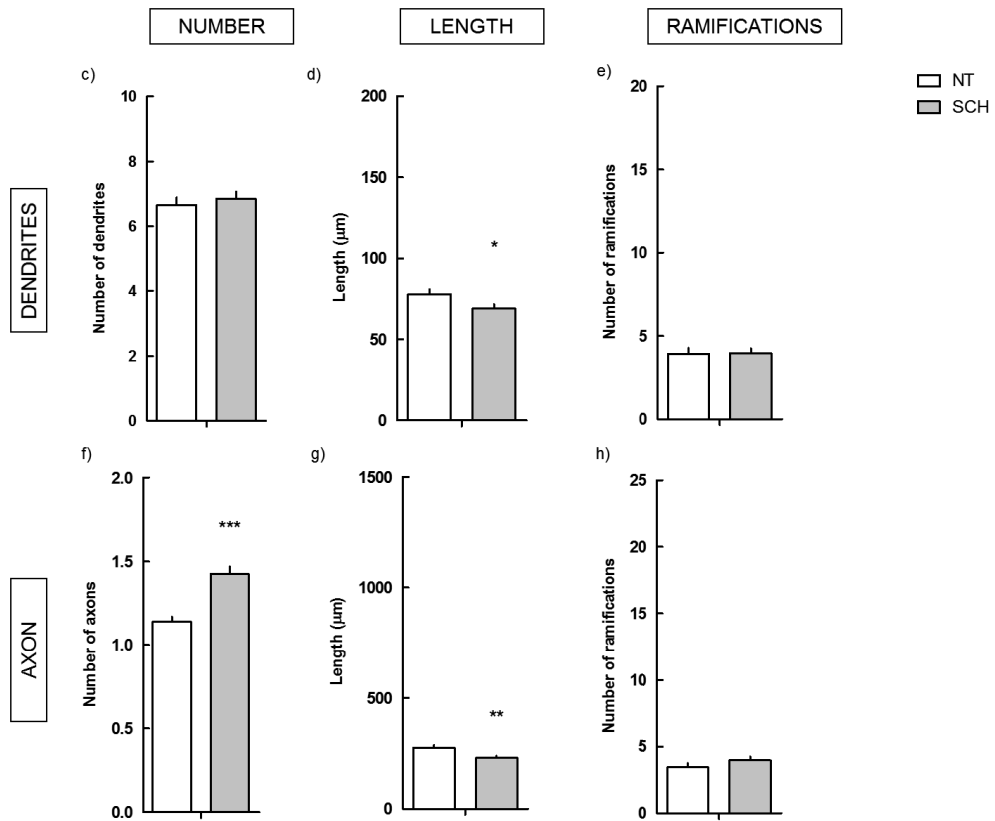 NUMBER
LENGTH
RAMIFICATIONS
NT
SCH
DENDRITES
c)
Number of dendrites
10
8
6
4
2
0
d)
Length (µm)
200
150
100
50
0
*
e)
Number of ramifications
20
15
10
5
0
AXON
f)
Number of axons
2.0
1.5
1.0
0.5
0.0
***
g)
Length (µm)
1500
1000
500
0
**
h)
Number of ramifications
25
20
15
10
5
0